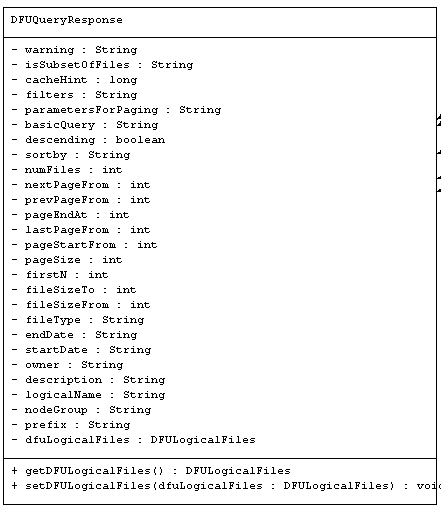 DFUQueryResponse
- warning : String
- isSubsetOfFiles : String
- cacheHint : long
- filters : String
- parametersForPaging : String
- basicQuery : String
- descending : boolean
- sortby : String
- numFiles : int
- nextPageFrom : int
- prevPageFrom : int
- pageEndAt : int
- lastPageFrom : int
- pageStartFrom : int
- pageSize : int
- firstN : int
- fileSizeTo : int
- fileSizeFrom : int
- fileType : String
- endDate : String
- startDate : String
- owner : String
- description : String
- logicalName : String
- nodeGroup : String
- prefix : String
- dfuLogicalFiles : DFULogicalFiles
+ getDFULogicalFiles() : DFULogicalFiles
+ setDFULogicalFiles(dfuLogicalFiles : DFULogicalFiles) : void